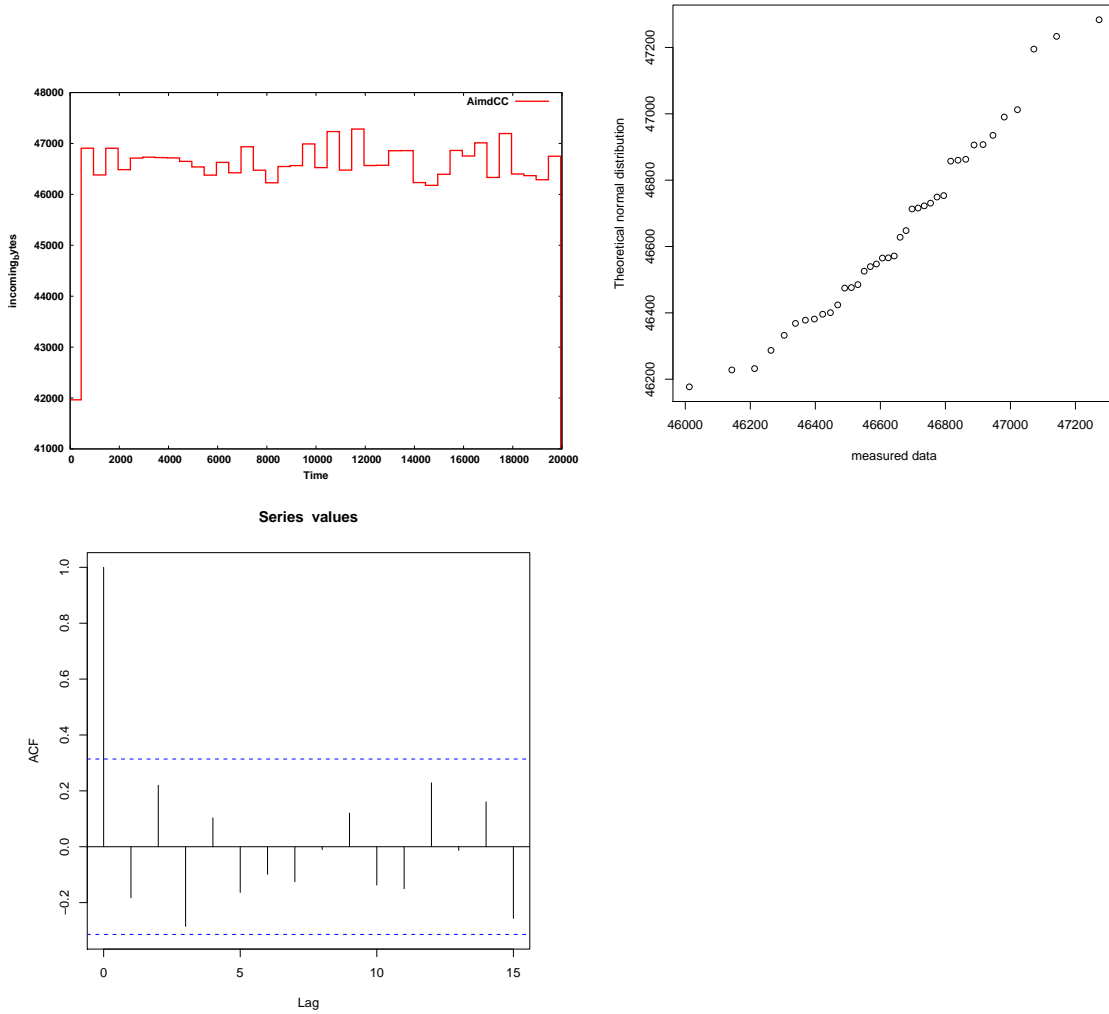 AimdCC
48000
47000
46000
45000
44000
43000
42000
41000
incoming_bytes
0 2000 4000 6000 8000 10000 12000 14000 16000 18000 20000
Time
Theoretical normal distribution
47200
47000
46800
46600
46400
46200
46000 46200 46400 46600 46800 47000 47200
measured data
Series values
ACF
1.0
0.8
0.6
0.4
0.2
0.0
−0.2
0 5 10 15
Lag